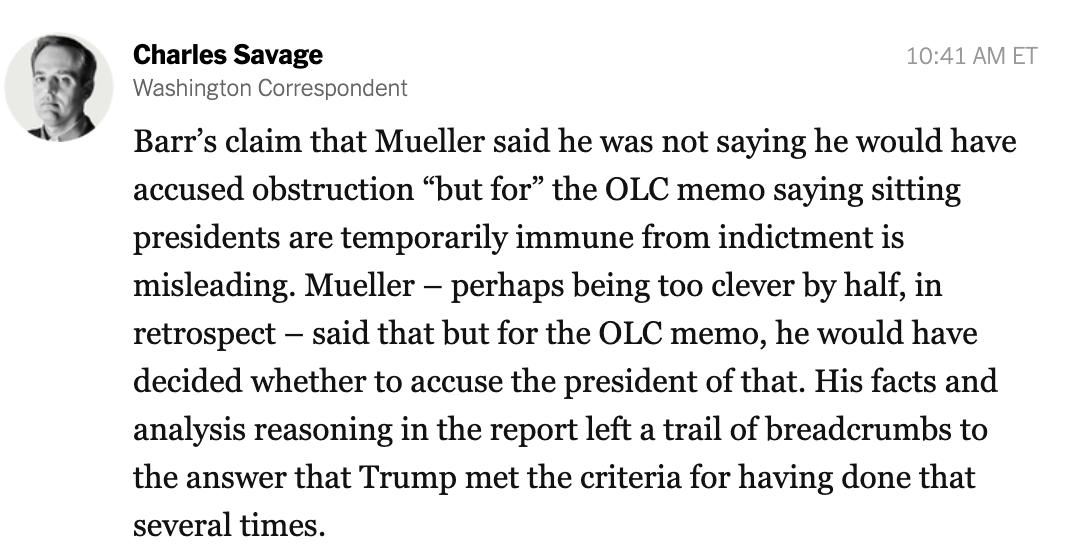 Charles Savage
10:41 AM ET
Washington Correspondent
Barr’s claim that Mueller said he was not saying he would have
accused obstruction “but for” the OLC memo saying sitting
presidents are temporarily immune from indictment is
misleading. Mueller – perhaps being too clever by half, in
retrospect – said that but for the OLC memo, he would have
decided whether to accuse the president of that. His facts and
analysis reasoning in the report left a trail of breadcrumbs to
the answer that Trump met the criteria for having done that
several times.